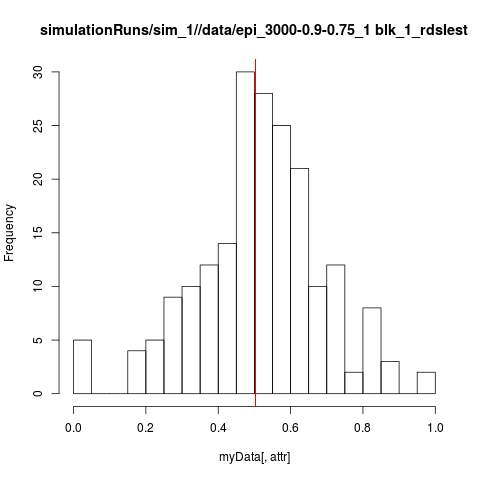 simulationRuns/sim_1//data/epi_3000-0.9-0.75_1 blk_1_rdslest
Frequency
30
25
20
15
10
5
0
0.0 0.2 0.4 0.6 0.8 1.0
myData[, attr]